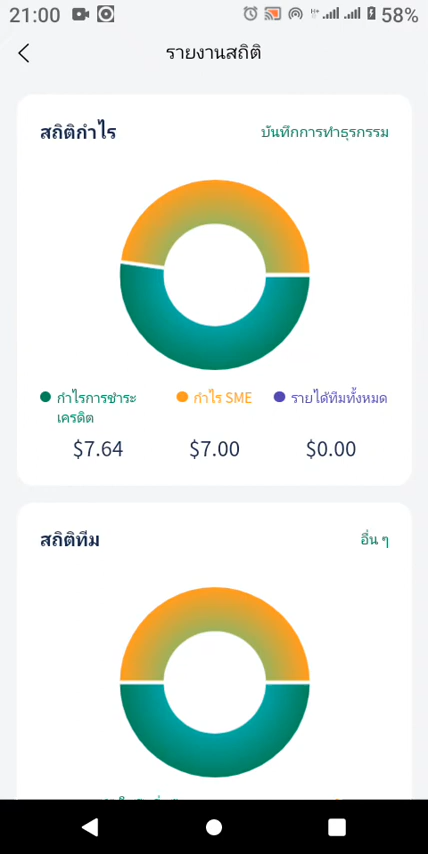 21:00 58%
รายงานสถิติ
สถิติกำไร บันทึกการทำธุรกรรม
กำไรการชำระ กำไร SME รายได้ทีมทั้งหมด
เครดิต
$7.64 $7.00 $0.00
สถิติทีม อื่น ๆ